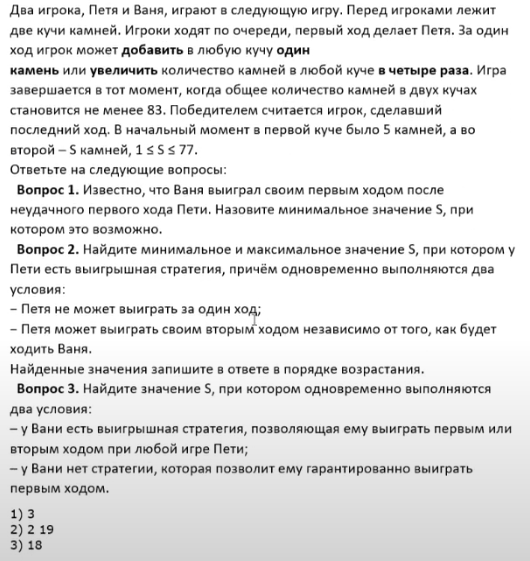 Два игрока, Петя и Ваня, играют в следующую игру. Перед игроками лежит
две кучи камней. Игроки ходят по очереди, первый ход делает Петя. За один
ход игрок может добавить в любую кучу один
камень или увеличить количество камней в любой куче в четыре раза. Игра
завершается в тот момент, когда общее количество камней в двух кучах
становится не менее 83. Победителем считается игрок, сделавший
последний ход. В начальный момент в первой куче было 5 камней, а во
второй – S камней, 1 ≤ S ≤ 77.
Ответьте на следующие вопросы:
Вопрос 1. Известно, что Ваня выиграл своим первым ходом после
неудачного первого хода Пети. Назовите минимальное значение S, при
котором это возможно.
Вопрос 2. Найдите минимальное и максимальное значение S, при котором у
Пети есть выигрышная стратегия, причём одновременно выполняются два
условия:
– Петя не может выиграть за один ход;
– Петя может выиграть своим вторым ходом независимо от того, как будет
ходить Ваня.
Найденные значения запишите в ответе в порядке возрастания.
Вопрос 3. Найдите значение S, при котором одновременно выполняются
два условия:
– у Вани есть выигрышная стратегия, позволяющая ему выиграть первым или
вторым ходом при любой игре Пети;
– у Вани нет стратегии, которая позволит ему гарантированно выиграть
первым ходом.
1) 3
2) 2 19
3) 18